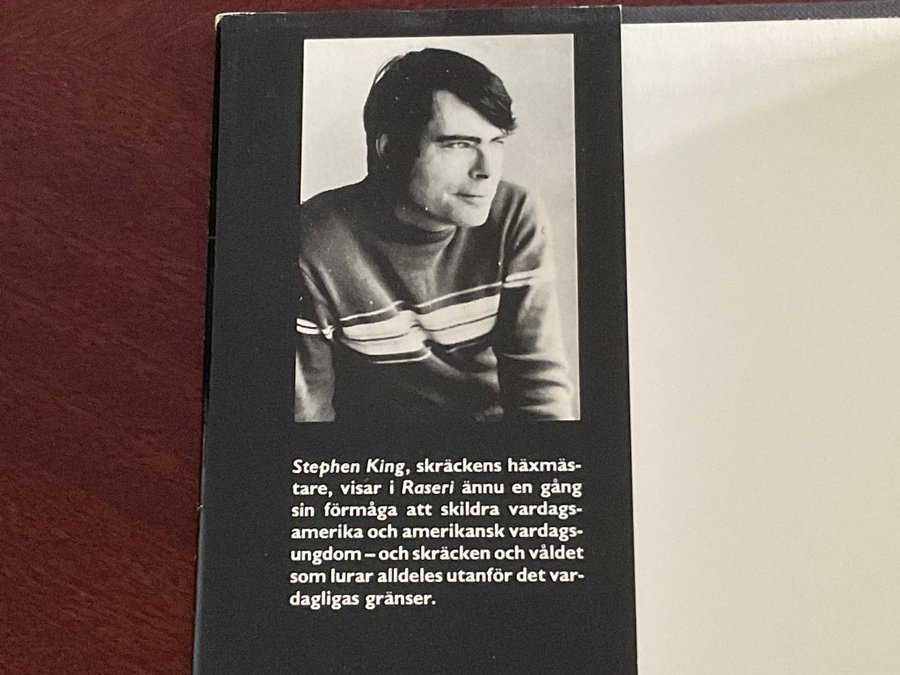 Stephen King, skräckens häxmäs-
tare, visar i Raseri ännu en gång
sin förmåga att skildra vardags-
amerika och amerikansk vardags-
ungdom – och skräcken och våldet
som lurar alldeles utanför det var-
dagligas gränser.